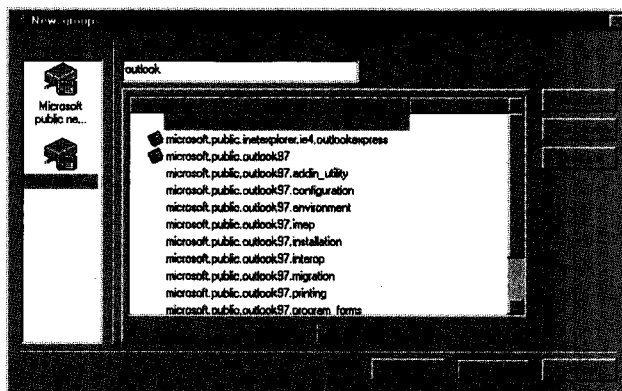 Newsgroups
outlook
Microsoft
public ne...
microsoft.public.inetexplorer.ie4.outlookexpress
microsoft.public.outlook97
microsoft.public.outlook97.addin_utility
microsoft.public.outlook97.configuration
microsoft.public.outlook97.environment
microsoft.public.outlook97.imep
microsoft.public.outlook97.installation
microsoft.public.outlook97.interop
microsoft.public.outlook97.migration
microsoft.public.outlook97.printing
microsoft.public.outlook97.program_forms